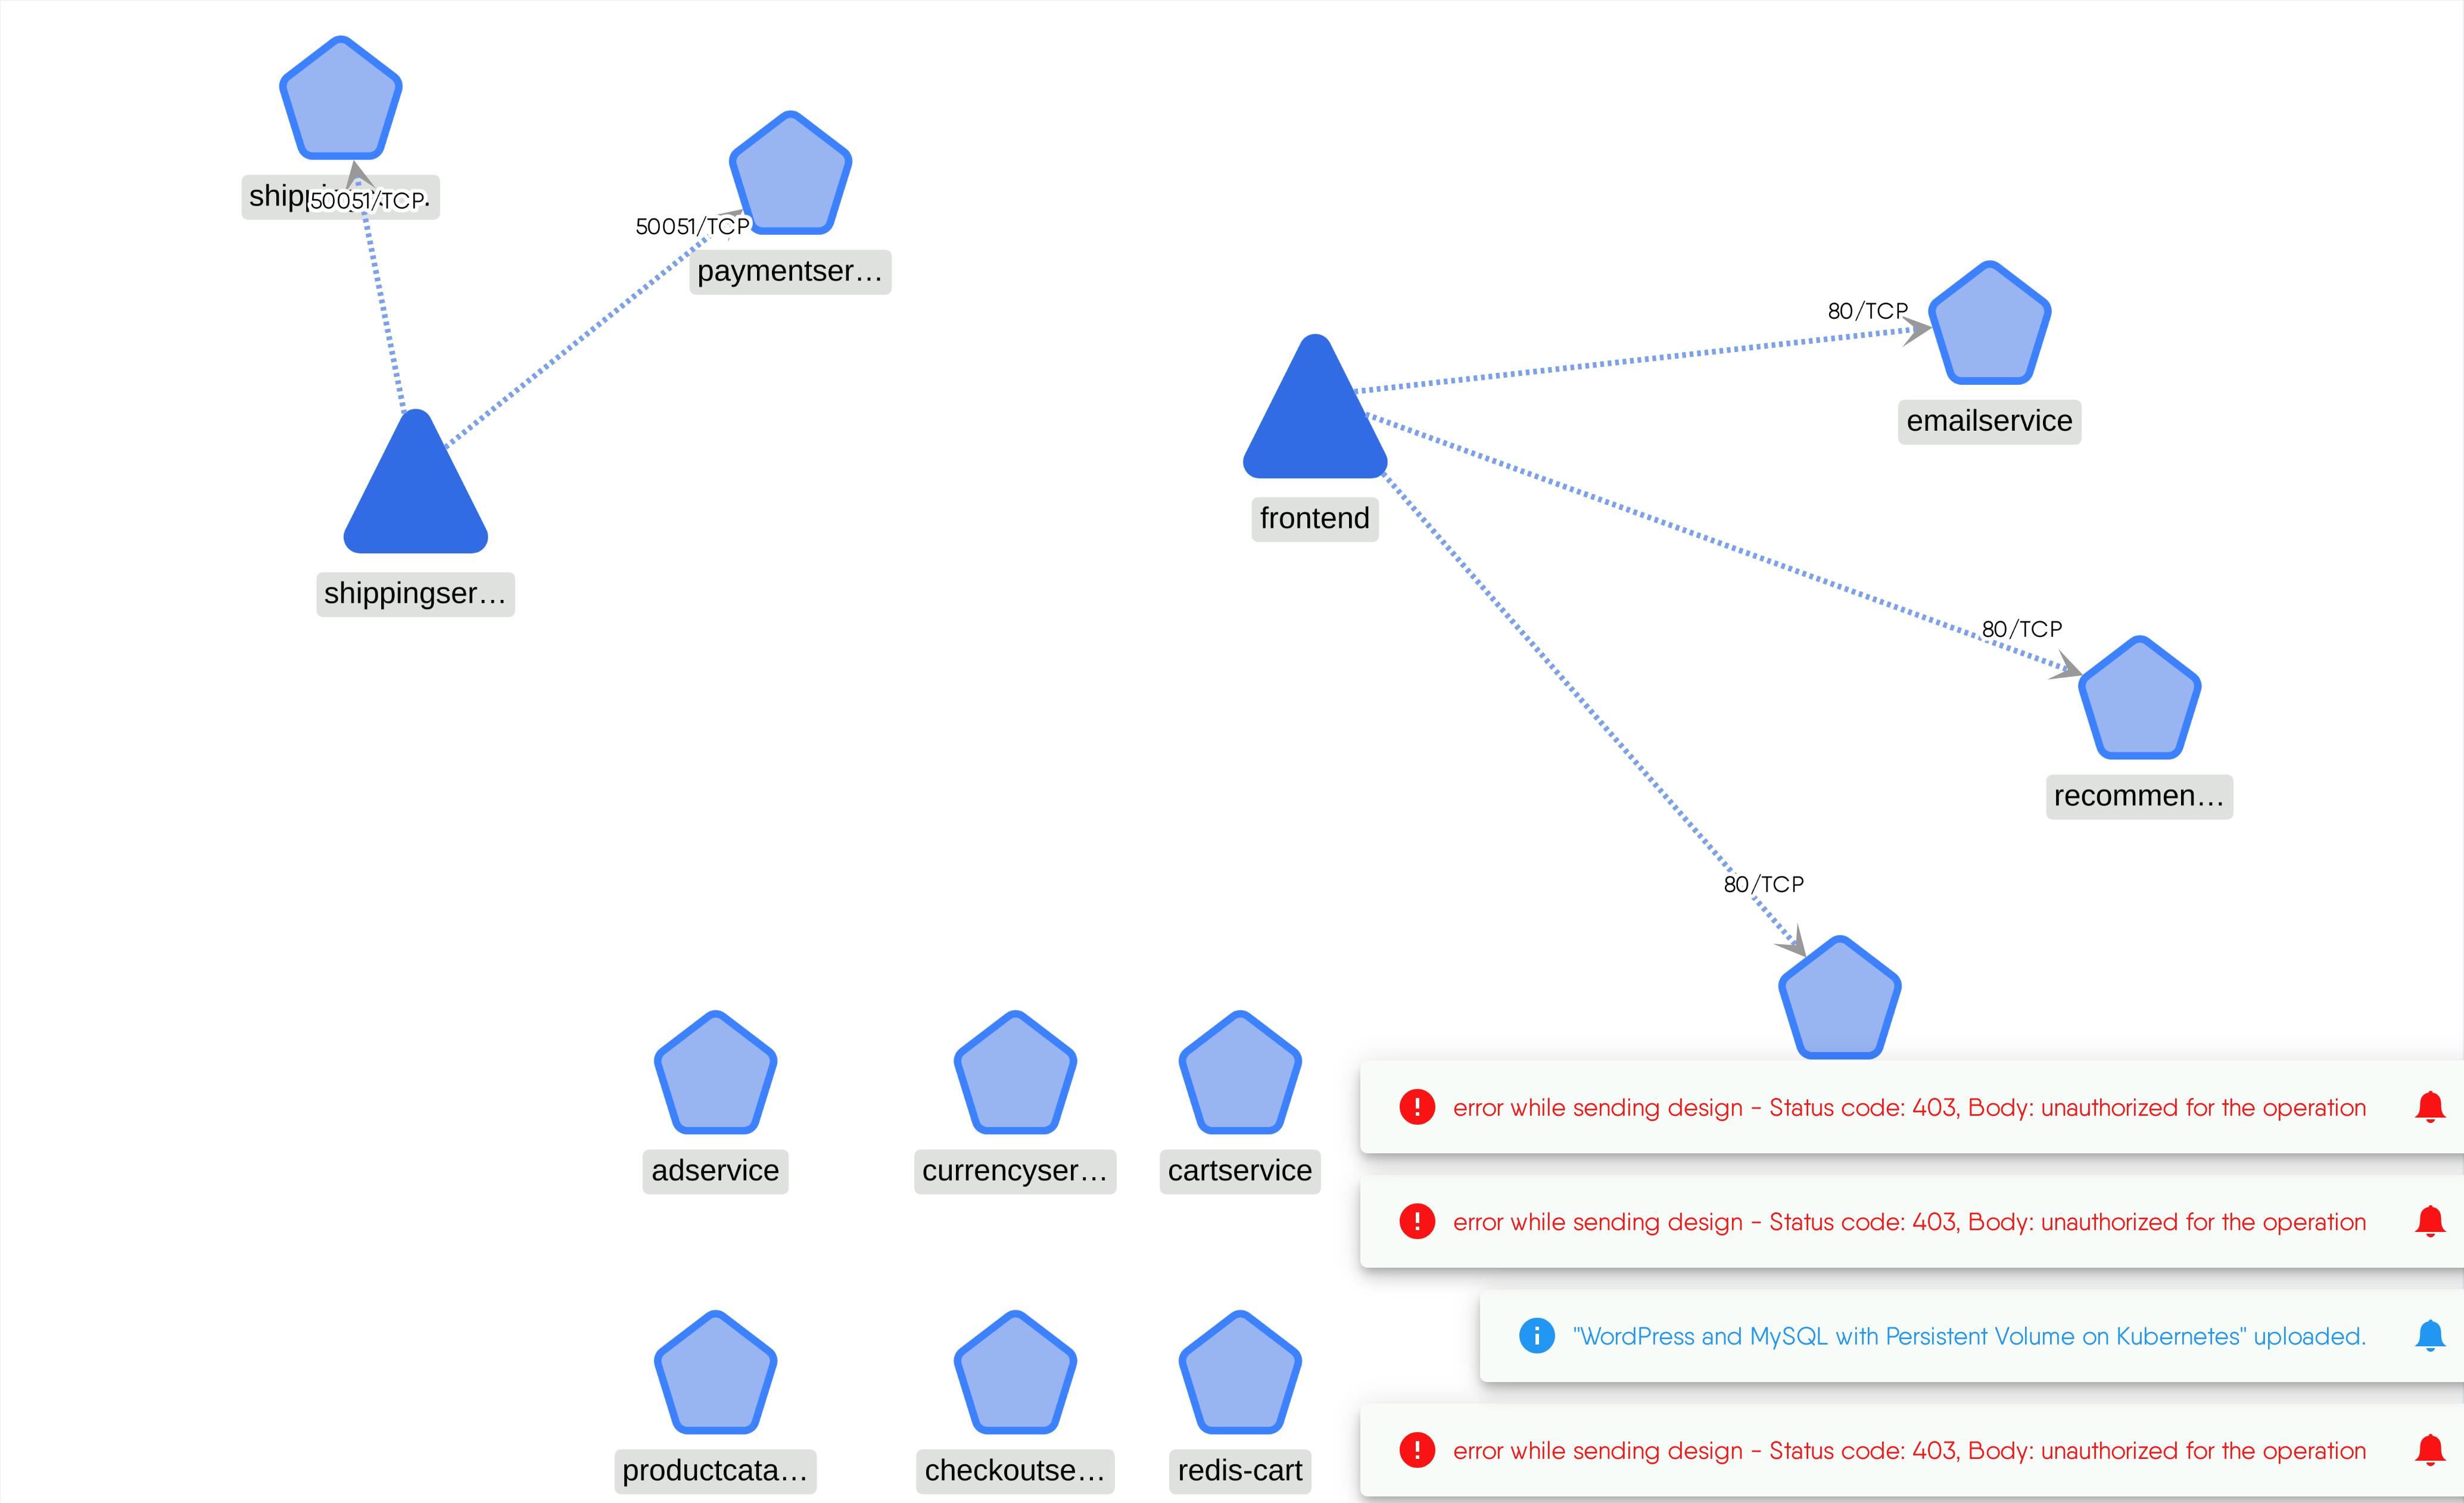 50051/TCP
50051/TCP
paymentser…
80/TCP
emailservice
frontend
shippingser…
80/TCP
recommen…
80/TCP
adservice
currencyser…
cartservice
error while sending design - Status code: 403, Body: unauthorized for the operation
error while sending design - Status code: 403, Body: unauthorized for the operation
"WordPress and MySQL with Persistent Volume on Kubernetes" uploaded.
error while sending design - Status code: 403, Body: unauthorized for the operation
productcata…
checkoutse…
redis-cart